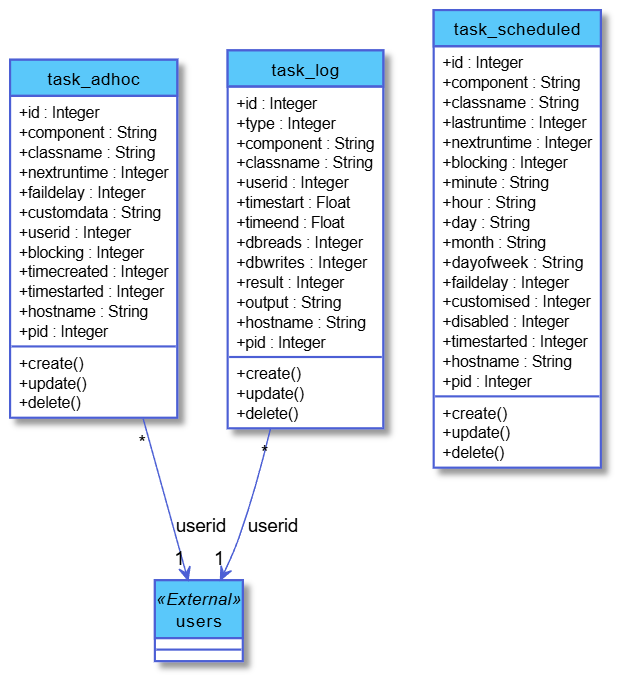 task_adhoc
+id : Integer
+component : String
+classname : String
+nextruntime : Integer
+faildelay : Integer
+customdata : String
+userid : Integer
+blocking : Integer
+timecreated : Integer
+timestarted : Integer
+hostname : String
+pid : Integer
+create()
+update()
+delete()
task_log
+id : Integer
+type : Integer
+component : String
+classname : String
+userid : Integer
+timestart : Float
+timeend : Float
+dbreads : Integer
+dbwrites : Integer
+result : Integer
+output : String
+hostname : String
+pid : Integer
+create()
+update()
+delete()
task_scheduled
+id : Integer
+component : String
+classname : String
+lastruntime : Integer
+nextruntime : Integer
+blocking : Integer
+minute : String
+hour : String
+day : String
+month : String
+dayofweek : String
+faildelay : Integer
+customised : Integer
+disabled : Integer
+timestarted : Integer
+hostname : String
+pid : Integer
+create()
+update()
+delete()
*
*
userid
userid
1
1
«External»
users